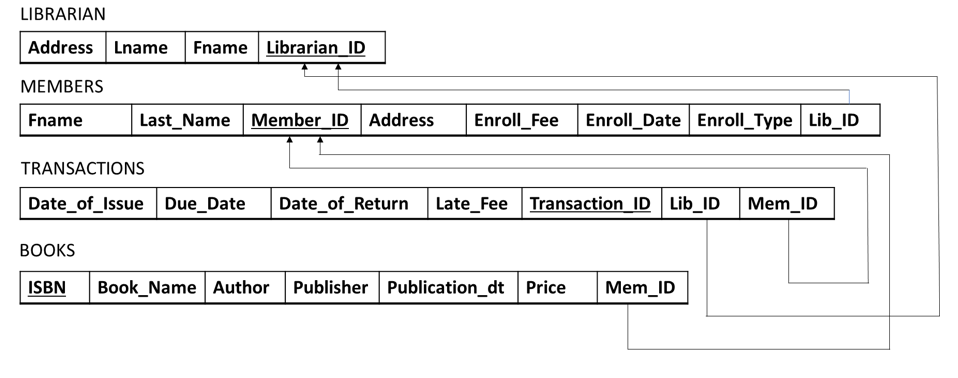 LIBRARIAN
Address Lname Fname Librarian_ID
MEMBERS
Fname Last_Name Member_ID Address Enroll_Fee Enroll_Date Enroll_Type Lib_ID
TRANSACTIONS
Date_of_Issue Due_Date Date_of_Return Late_Fee Transaction_ID Lib_ID Mem_ID
BOOKS
ISBN Book_Name Author Publisher Publication_dt Price Mem_ID